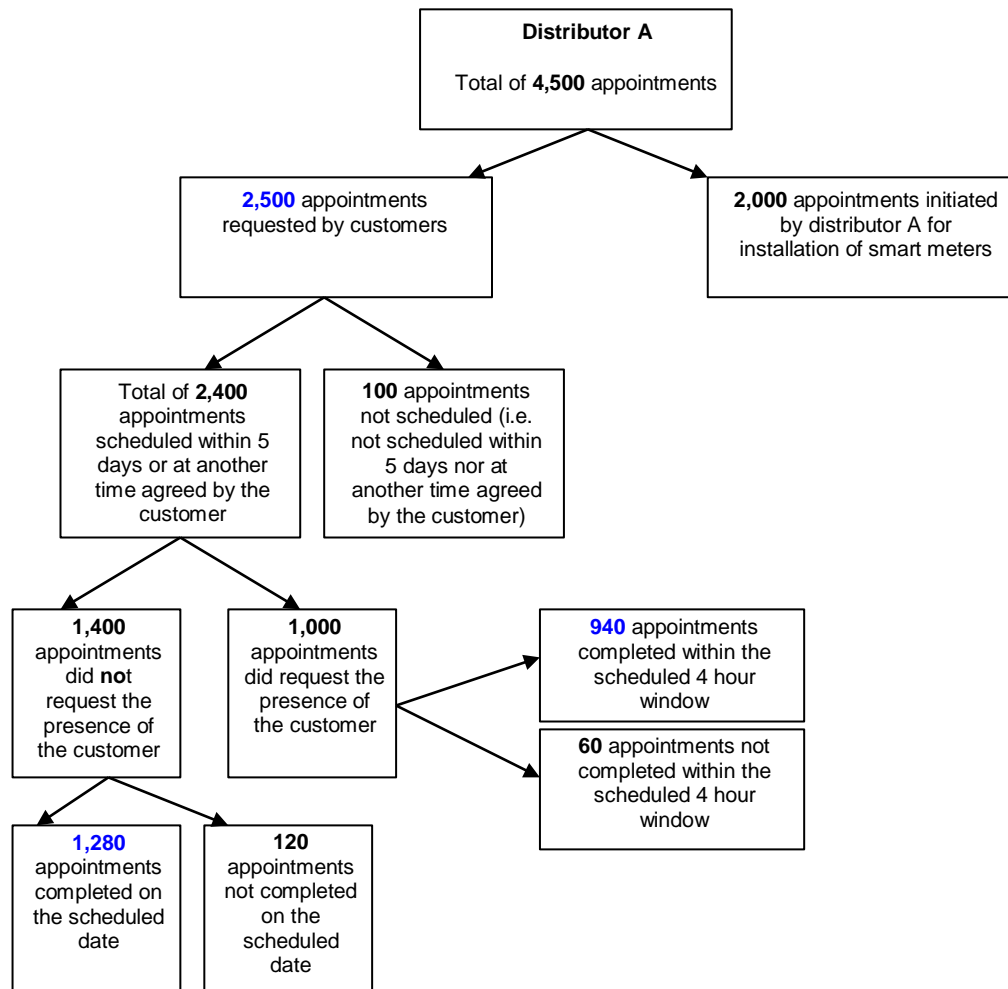 Distributor A
Total of 4,500 appointments
2,500 appointments
requested by customers
2,000 appointments initiated
by distributor A for
installation of smart meters
Total of 2,400
appointments
scheduled within 5
days or at another
time agreed by the
customer
100 appointments
not scheduled (i.e.
not scheduled within
5 days nor at
another time agreed
by the customer)
1,400
appointments
did not
request the
presence of
the customer
1,000
appointments
did request the
presence of
the customer
940 appointments
completed within the
scheduled 4 hour
window
60 appointments not
completed within the
scheduled 4 hour
window
1,280
appointments
completed on
the scheduled
date
120
appointments
not completed
on the
scheduled
date